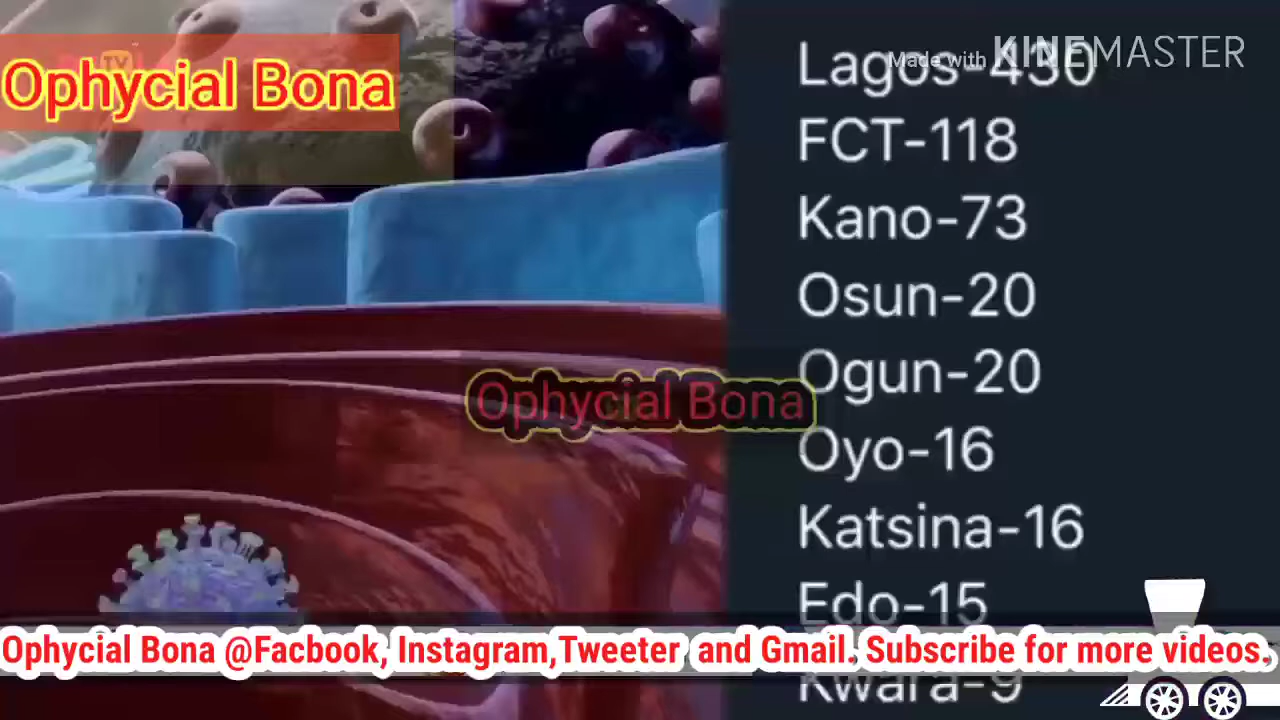 Ophycial Bona
Made with KINEMASTER
Lagos-430
FCT-118
Kano-73
Osun-20
Ogun-20
Ophycial Bona
Oyo-16
Katsina-16
Edo-15
Ophycial Bona @Facbook, Instagram,Tweeter and Gmail. Subscribe for more videos.
Kwara-9